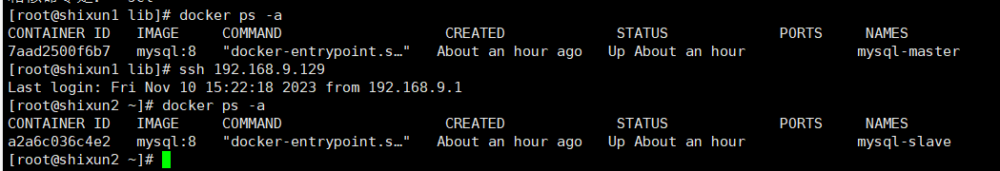 [root@shixun1 lib]# docker ps -a
CONTAINER ID   IMAGE     COMMAND                   CREATED             STATUS             PORTS     NAMES
7aad2500f6b7   mysql:8   "docker-entrypoint.s…"   About an hour ago   Up About an hour             mysql-master
[root@shixun1 lib]# ssh 192.168.9.129
Last login: Fri Nov 10 15:22:18 2023 from 192.168.9.1
[root@shixun2 ~]# docker ps -a
CONTAINER ID   IMAGE     COMMAND                   CREATED             STATUS             PORTS     NAMES
a2a6c036c4e2   mysql:8   "docker-entrypoint.s…"   About an hour ago   Up About an hour             mysql-slave
[root@shixun2 ~]#